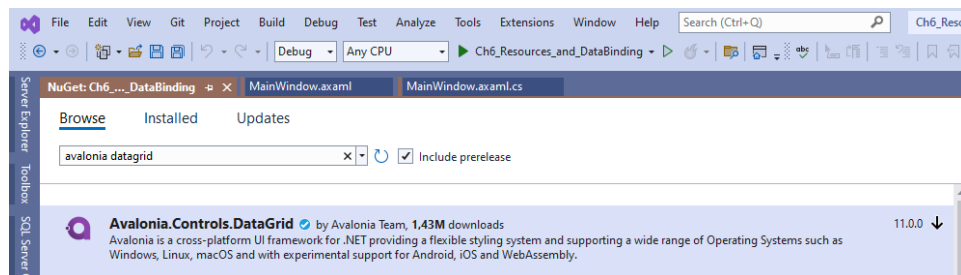 File Edit View Git Project Build Debug Test Analyze Tools Extensions Window Help Search (Ctrl+Q) Ch6_Reso
Debug Any CPU Ch6_Resources_and_DataBinding
NuGet: Ch6_..._DataBinding MainWindow.axaml MainWindow.axaml.cs
Server Explorer
Toolbox
SQL Server
Browse Installed Updates
avalonia datagrid Include prerelease
Avalonia.Controls.DataGrid by Avalonia Team, 1,43M downloads 11.0.0
Avalonia is a cross-platform UI framework for .NET providing a flexible styling system and supporting a wide range of Operating Systems such as
Windows, Linux, macOS and with experimental support for Android, iOS and WebAssembly.